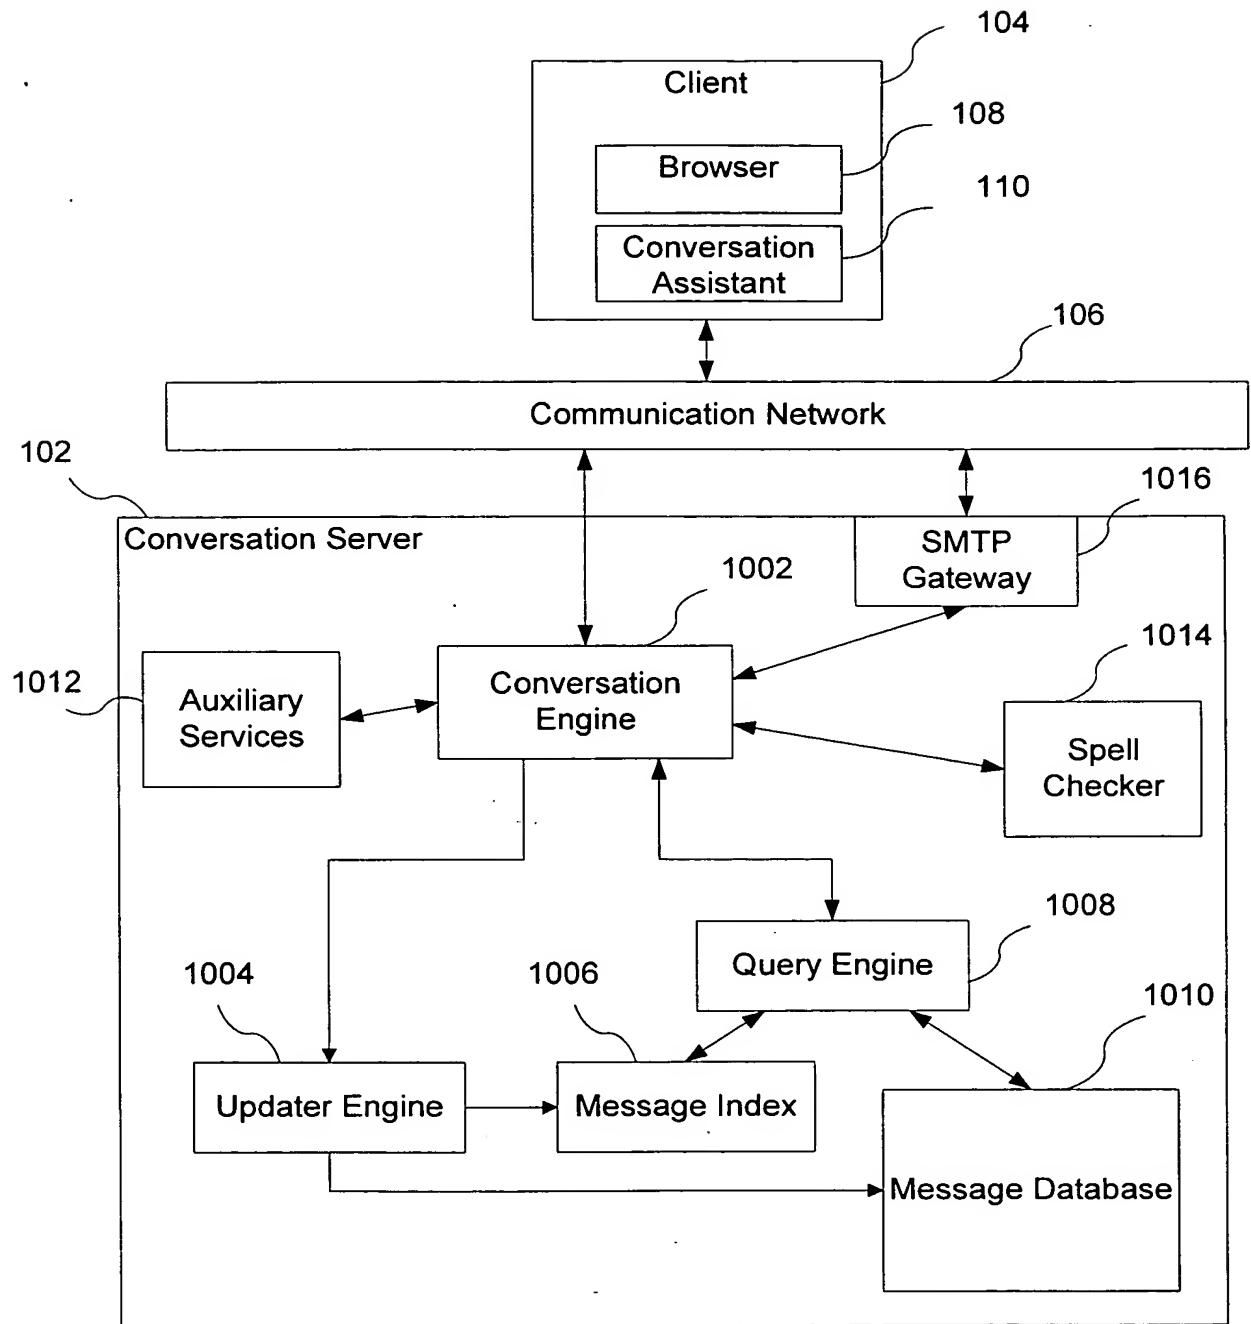 104
Client
108
Browser
110
Conversation
Assistant
106
Communication Network
102
1016
Conversation Server
SMTP
Gateway
1002
1014
1012
Auxiliary
Services
Conversation
Engine
Spell
Checker
1008
Query Engine
1004
1006
1010
Updater Engine
Message Index
Message Database